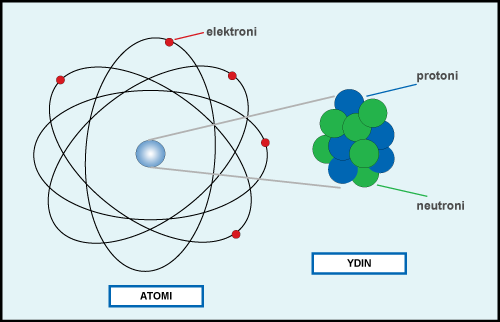 elektroni
protoni
neutroni
YDIN
ATOMI